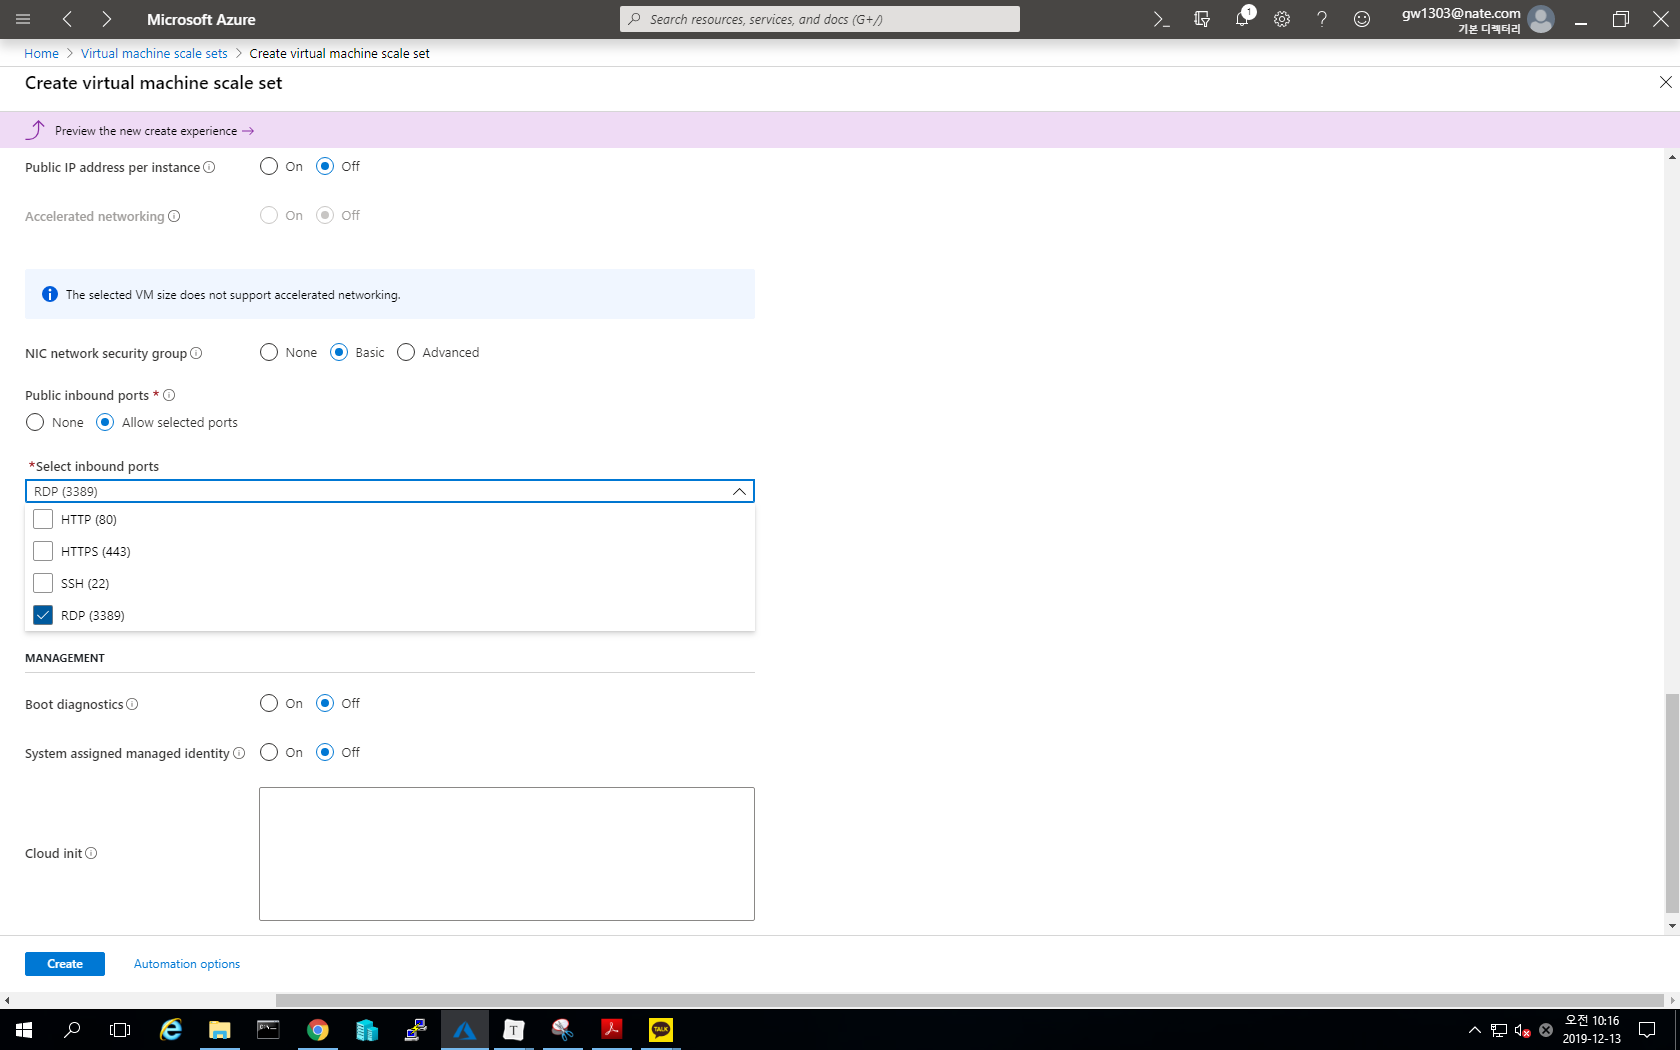 Microsoft Azure
Search resources, services, and docs (G+/)
1
gw1303@nate.com
기본 디렉터리
Home > Virtual machine scale sets > Create virtual machine scale set
Create virtual machine scale set
Preview the new create experience →
Public IP address per instance On Off
Accelerated networking On Off
The selected VM size does not support accelerated networking.
NIC network security group None Basic Advanced
Public inbound ports *
None Allow selected ports
*Select inbound ports
RDP (3389)
HTTP (80)
HTTPS (443)
SSH (22)
RDP (3389)
MANAGEMENT
Boot diagnostics On Off
System assigned managed identity On Off
Cloud init
Create Automation options
T
TALK
오전 10:16
2019-12-13